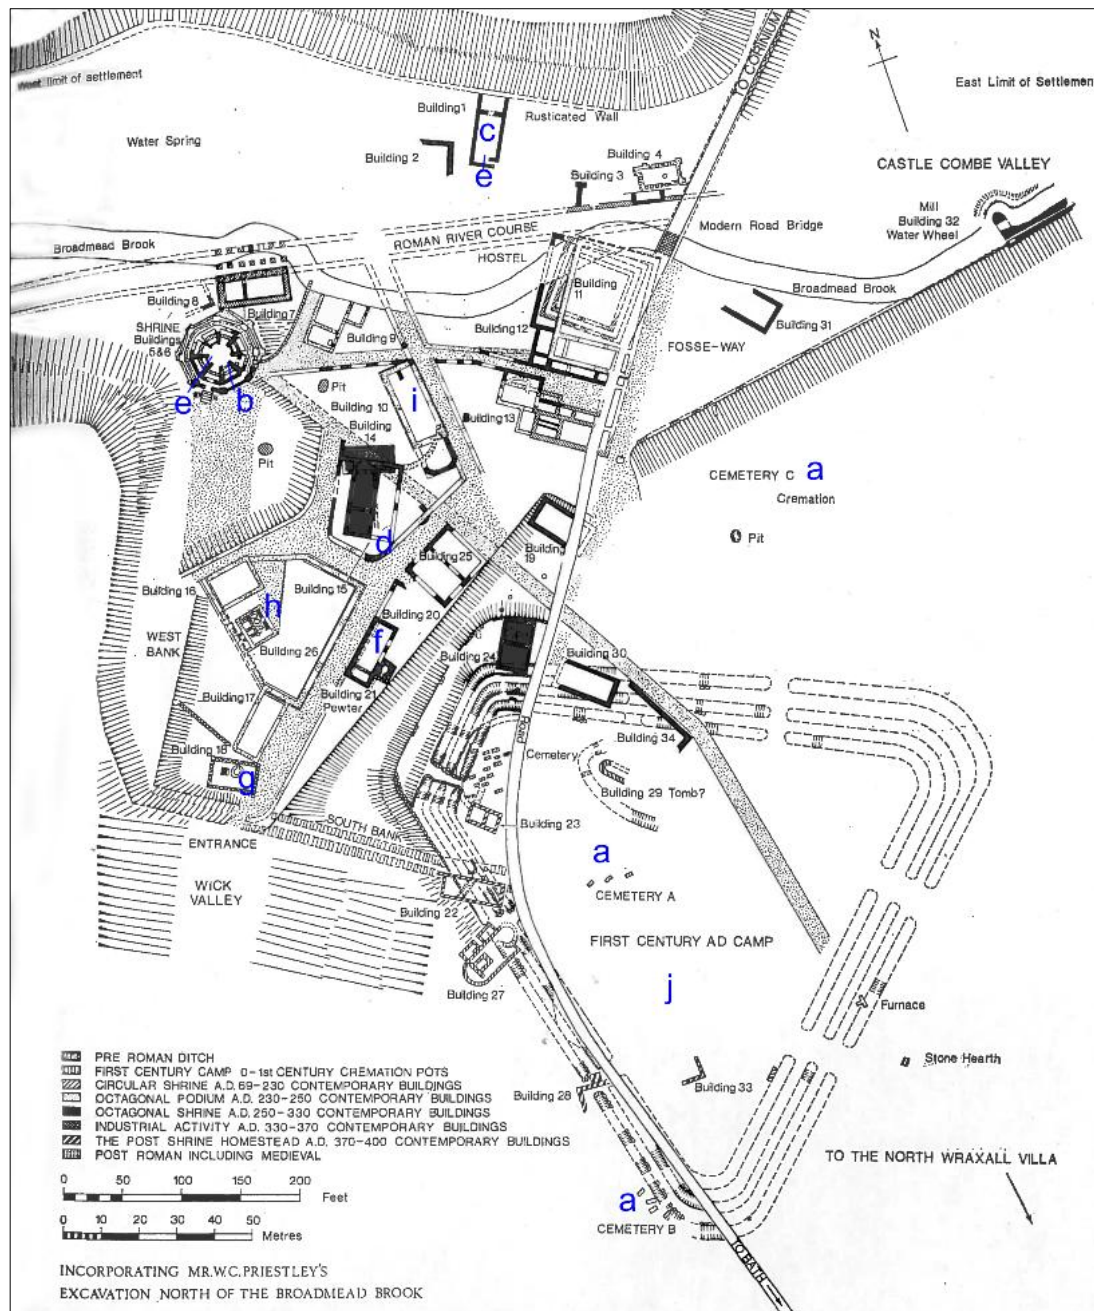 N
TO CORINIUM
West limit of settlement
East Limit of Settlement
Building1
c
Rusticated Wall
Water Spring
Building 2
e
Building 4
Building 3
CASTLE COMBE VALLEY
Mill
Building 32
Water Wheel
Broadmead Brook
ROMAN RIVER COURSE
Modern Road Bridge
HOSTEL
Building
11
Broadmead Brook
Building 8
Building 7
SHRINE
Buildings
5&6
Building 9
Building12
Building 31
FOSSE-WAY
e
b
Pit
Building 10
i
Building13
Building
14
Pit
CEMETERY C
a
Cremation
Pit
d
Building25
Building
19
Building 16
Building 15
h
WEST
BANK
Building 26
Building 20
f
Building 24
Building 30
Building17
Building 21
Pewter
Road
Building 34
Building 18
g
Cemetery
Building 29 Tomb?
SOUTH BANK
Building 23
ENTRANCE
a
WICK
VALLEY
CEMETERY A
Building 22
FIRST CENTURY AD CAMP
j
Building 27
Furnace
Stone Hearth
Building 33
Building 28
PRE ROMAN DITCH
FIRST CENTURY CAMP 0-1st CENTURY CREMATION POTS
CIRCULAR SHRINE A.D.69-230 CONTEMPORARY BUILDINGS
OCTAGONAL PODIUM A.D. 230-250 CONTEMPORARY BUILDINGS
OCTAGONAL SHRINE A.D.250-330 CONTEMPORARY BUILDINGS
INDUSTRIAL ACTIVITY A.D. 330-370 CONTEMPORARY BUILDINGS
THE POST SHRINE HOMESTEAD A.D. 370-400 CONTEMPORARY BUILDINGS
POST ROMAN INCLUDING MEDIEVAL
TO THE NORTH WRAXALL VILLA
0 50 100 150 200
Feet
a
CEMETERY B
0 10 20 30 40 50
Metres
TO BATH
INCORPORATING MR.W.C.PRIESTLEY'S
EXCAVATION NORTH OF THE BROADMEAD BROOK